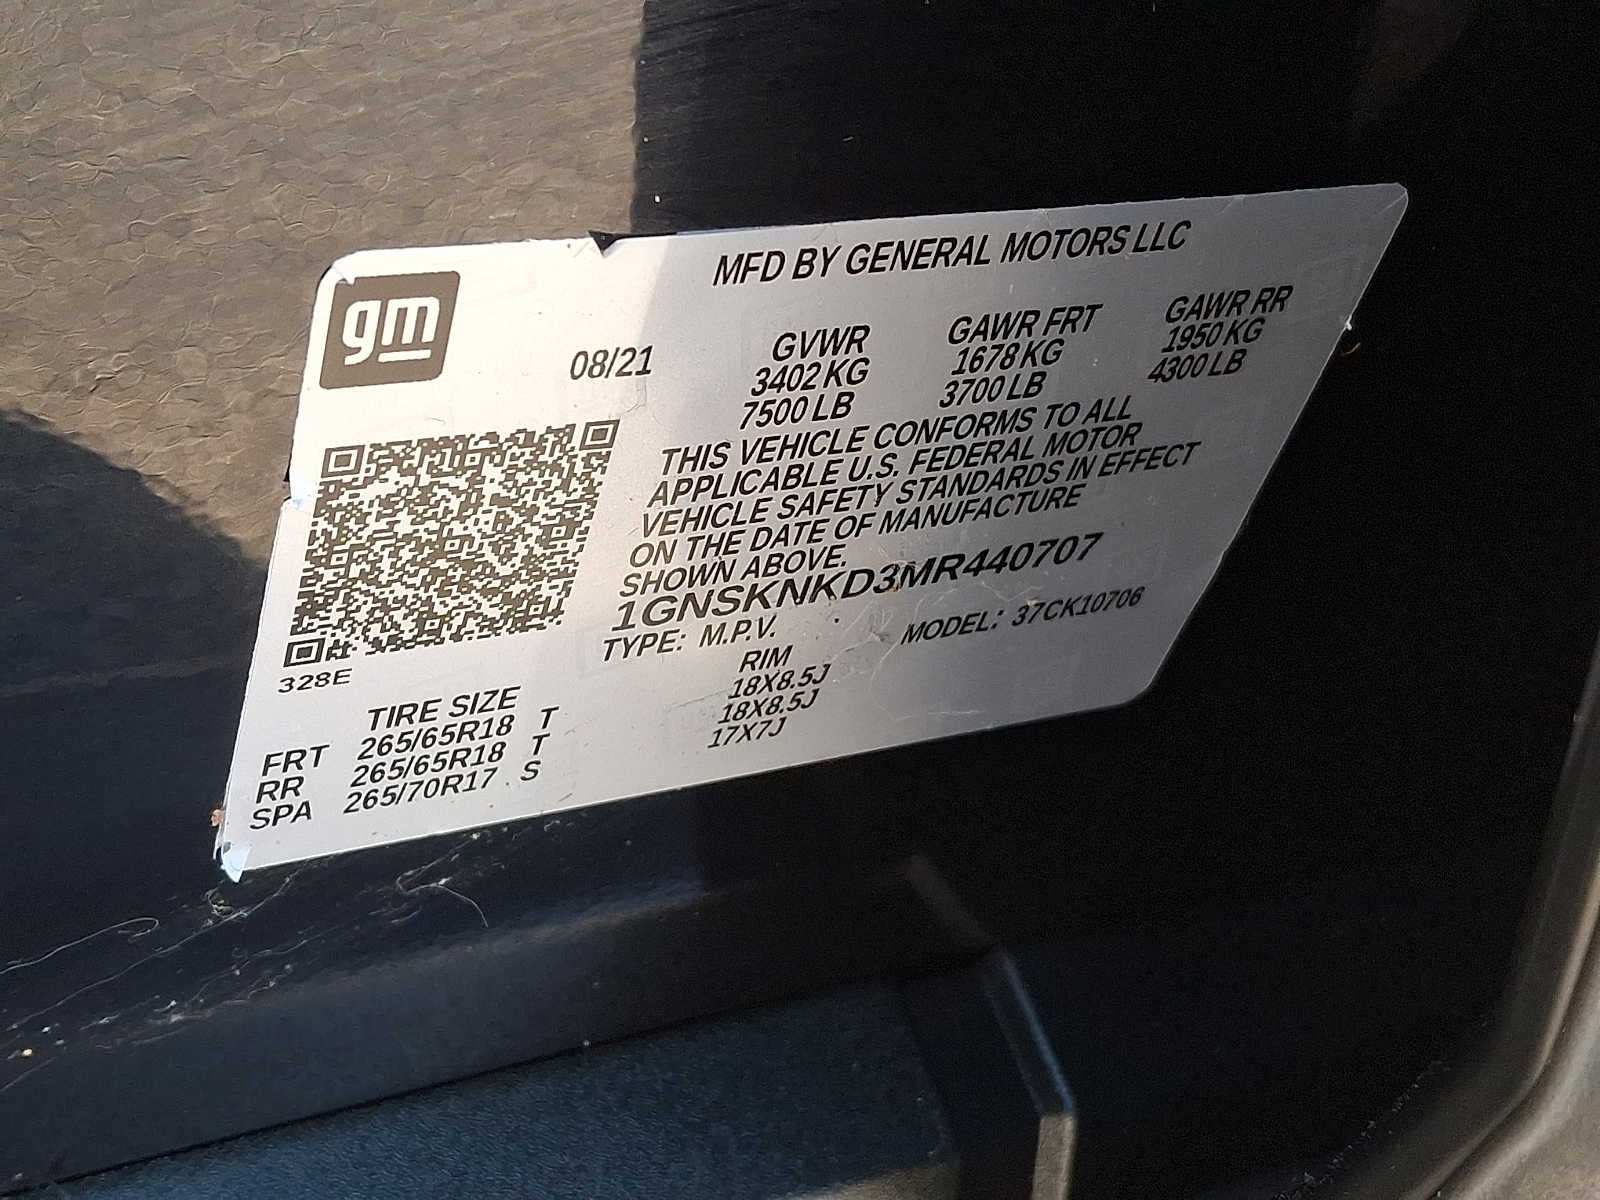 gm
MFD BY GENERAL MOTORS LLC
08/21
GVWR GAWR FRT GAWR RR
3402 KG 1678 KG 1950 KG
7500 LB 3700 LB 4300 LB
THIS VEHICLE CONFORMS TO ALL
APPLICABLE U.S. FEDERAL MOTOR
VEHICLE SAFETY STANDARDS IN EFFECT
ON THE DATE OF MANUFACTURE
SHOWN ABOVE.
1GNSKNKD3MR440707
TYPE: M.P.V. MODEL: 37CK10706
328E
TIRE SIZE RIM
FRT 265/65R18 T 18X8.5J
RR 265/65R18 T 18X8.5J
SPA 265/70R17 S 17X7J